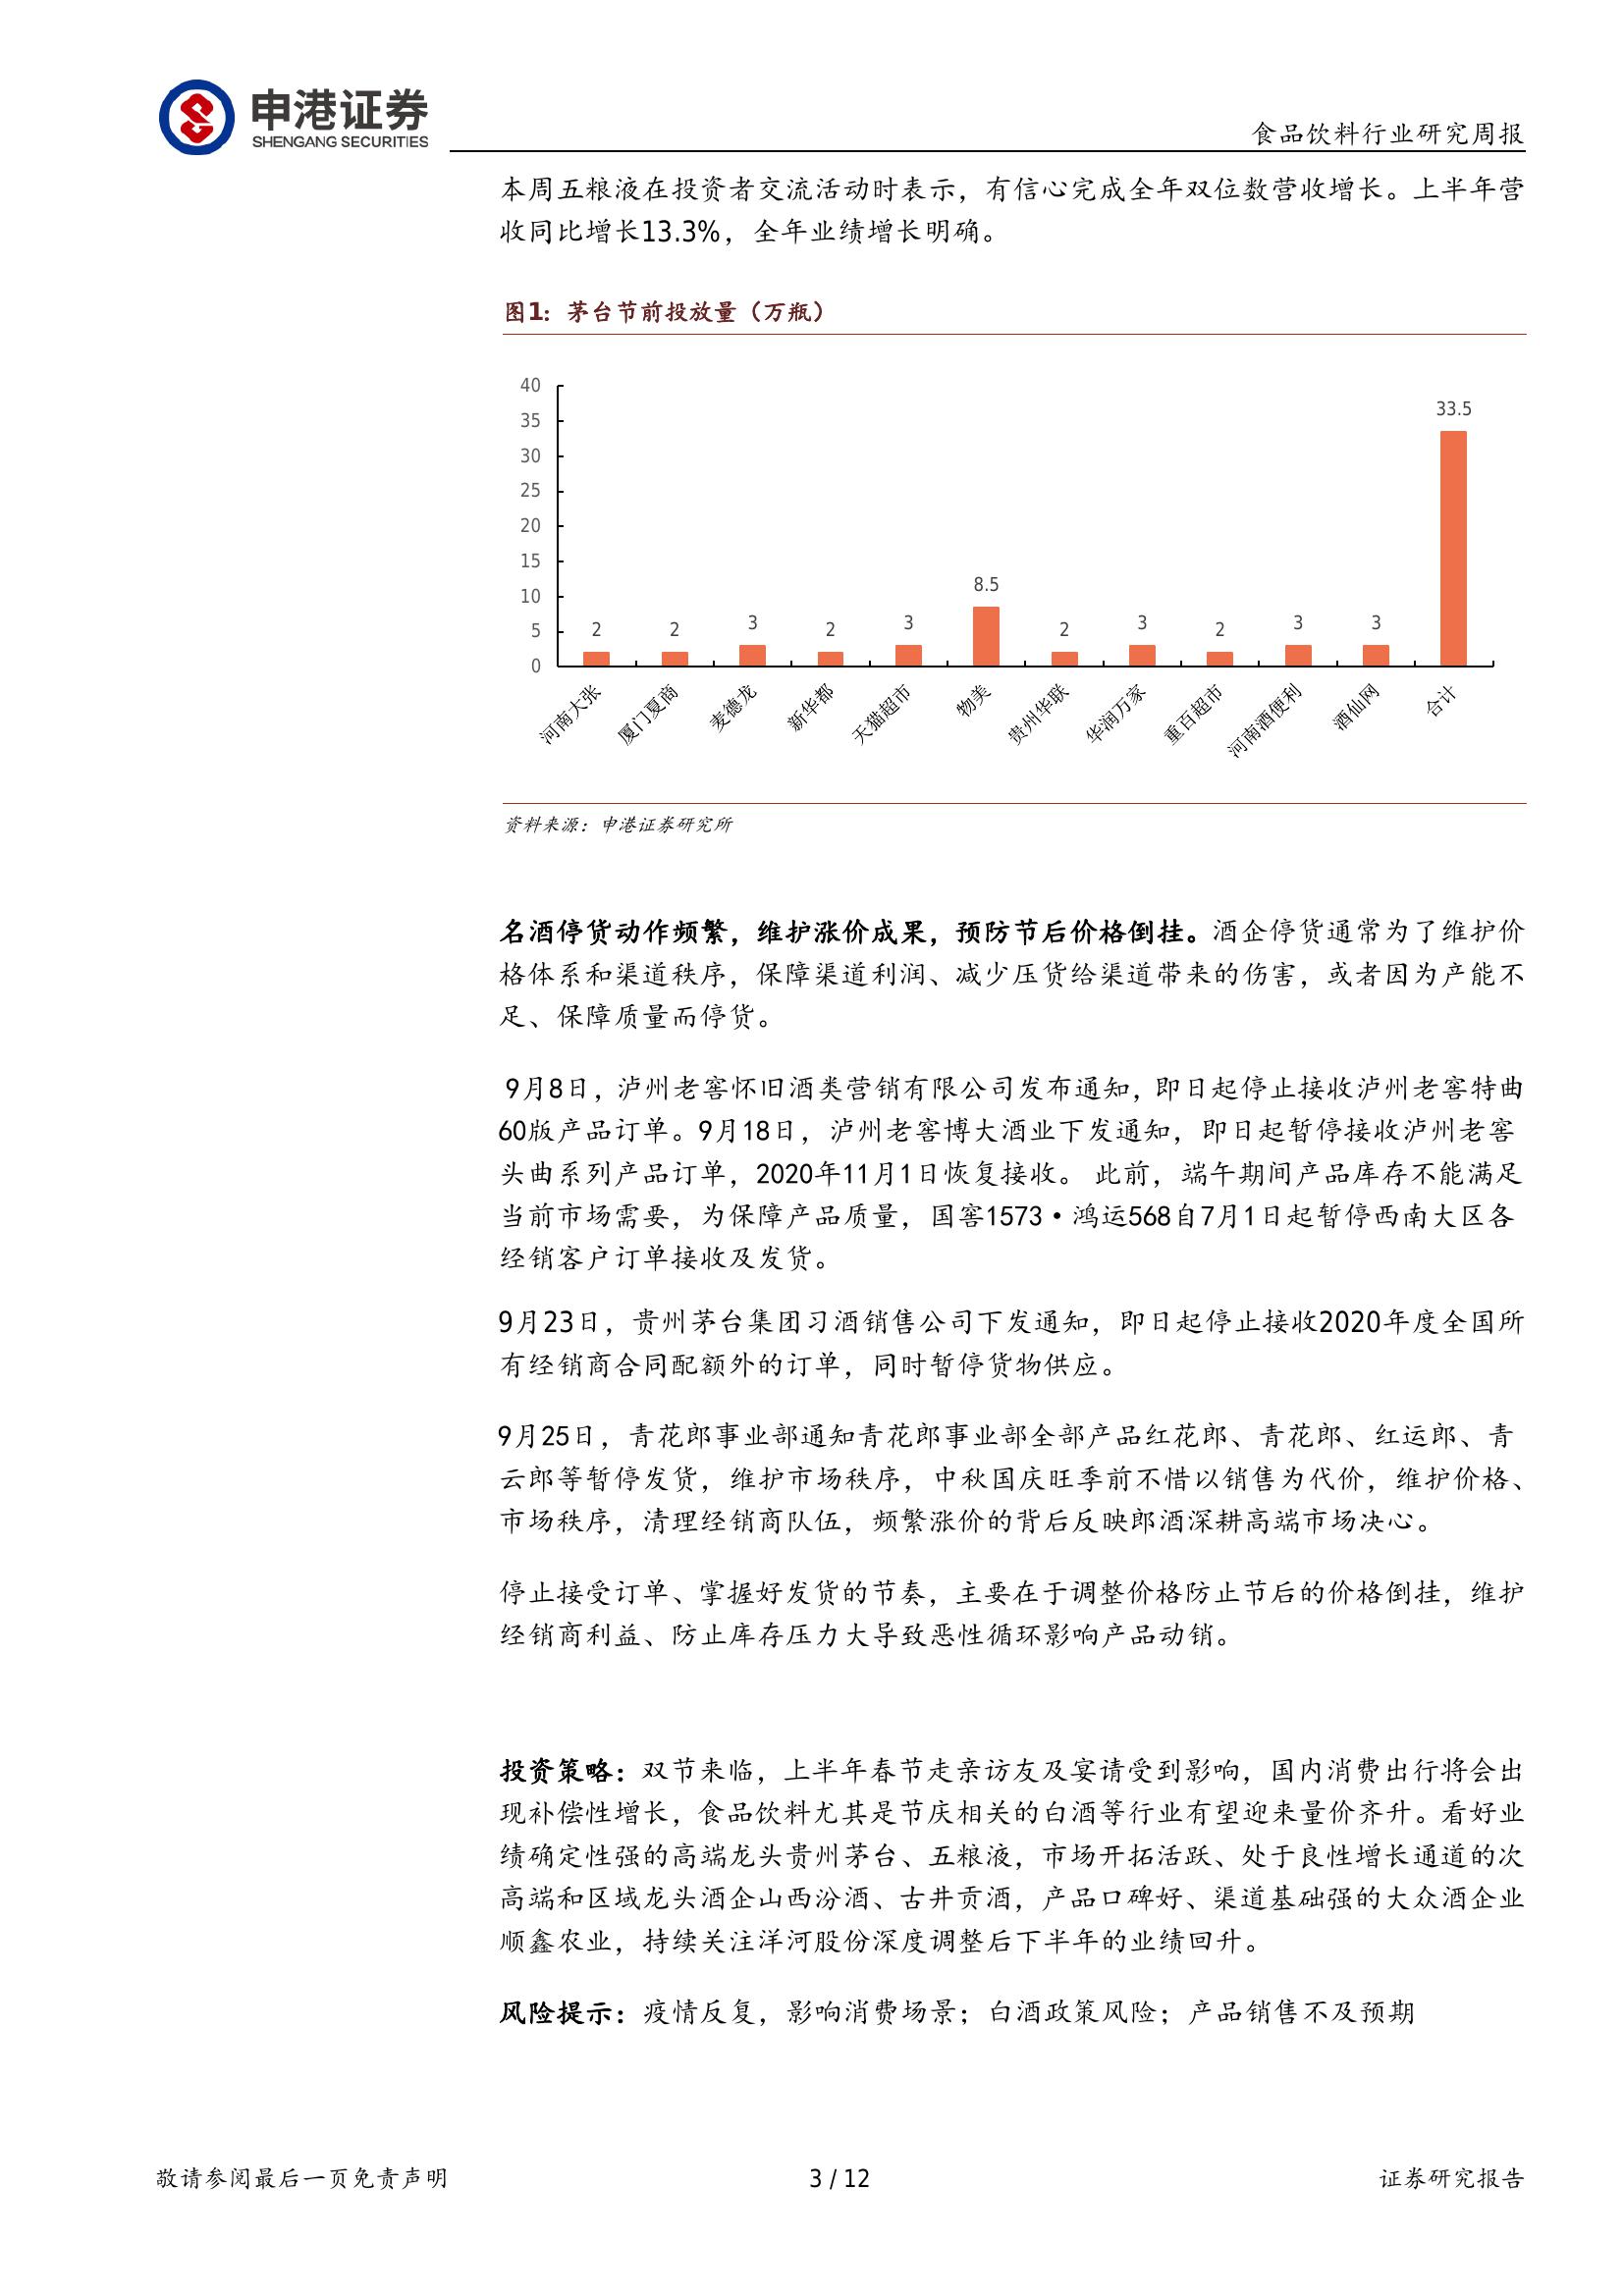 申港证券
SHENGANG SECURITIES
食品饮料行业研究周报
本周五粮液在投资者交流活动时表示，有信心完成全年双位数营收增长。上半年营
收同比增长13.3%，全年业绩增长明确。
图1：茅台节前投放量（万瓶）
40
35
30
25
20
15
10
5
0
2
2
3
2
3
8.5
2
3
2
3
3
33.5
河南大张
厦门夏商
麦德龙
新华都
天猫超市
物美
贵州华联
华润万家
重百超市
河南酒便利
酒仙网
合计
资料来源：申港证券研究所
名酒停货动作频繁，维护涨价成果，预防节后价格倒挂。酒企停货通常为了维护价
格体系和渠道秩序，保障渠道利润、减少压货给渠道带来的伤害，或者因为产能不
足、保障质量而停货。
9月8日，泸州老窖怀旧酒类营销有限公司发布通知，即日起停止接收泸州老窖特曲
60版产品订单。9月18日，泸州老窖博大酒业下发通知，即日起暂停接收泸州老窖
头曲系列产品订单，2020年11月1日恢复接收。 此前，端午期间产品库存不能满足
当前市场需要，为保障产品质量，国窖1573·鸿运568自7月1日起暂停西南大区各
经销客户订单接收及发货。
9月23日，贵州茅台集团习酒销售公司下发通知，即日起停止接收2020年度全国所
有经销商合同配额外的订单，同时暂停货物供应。
9月25日，青花郎事业部通知青花郎事业部全部产品红花郎、青花郎、红运郎、青
云郎等暂停发货，维护市场秩序，中秋国庆旺季前不惜以销售为代价，维护价格、
市场秩序，清理经销商队伍，频繁涨价的背后反映郎酒深耕高端市场决心。
停止接受订单、掌握好发货的节奏，主要在于调整价格防止节后的价格倒挂，维护
经销商利益、防止库存压力大导致恶性循环影响产品动销。
投资策略：双节来临，上半年春节走亲访友及宴请受到影响，国内消费出行将会出
现补偿性增长，食品饮料尤其是节庆相关的白酒等行业有望迎来量价齐升。看好业
绩确定性强的高端龙头贵州茅台、五粮液，市场开拓活跃、处于良性增长通道的次
高端和区域龙头酒企山西汾酒、古井贡酒，产品口碑好、渠道基础强的大众酒企业
顺鑫农业，持续关注洋河股份深度调整后下半年的业绩回升。
风险提示：疫情反复，影响消费场景；白酒政策风险；产品销售不及预期
敬请参阅最后一页免责声明
3 / 12
证券研究报告